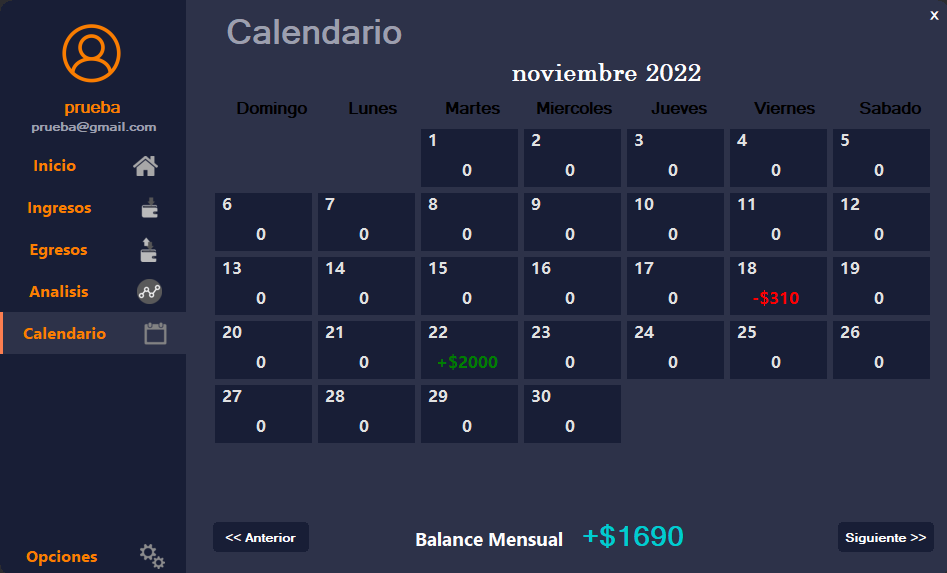 x
Calendario
prueba
prueba@gmail.com
Inicio
Ingresos
Egresos
Analisis
Calendario
Opciones
noviembre 2022
Domingo Lunes Martes Miercoles Jueves Viernes Sabado
1 2 3 4 5
0 0 0 0 0
6 7 8 9 10 11 12
0 0 0 0 0 0 0
13 14 15 16 17 18 19
0 0 0 0 0 -$310 0
20 21 22 23 24 25 26
0 0 +$2000 0 0 0 0
27 28 29 30
0 0 0 0
<< Anterior Balance Mensual +$1690 Siguiente >>